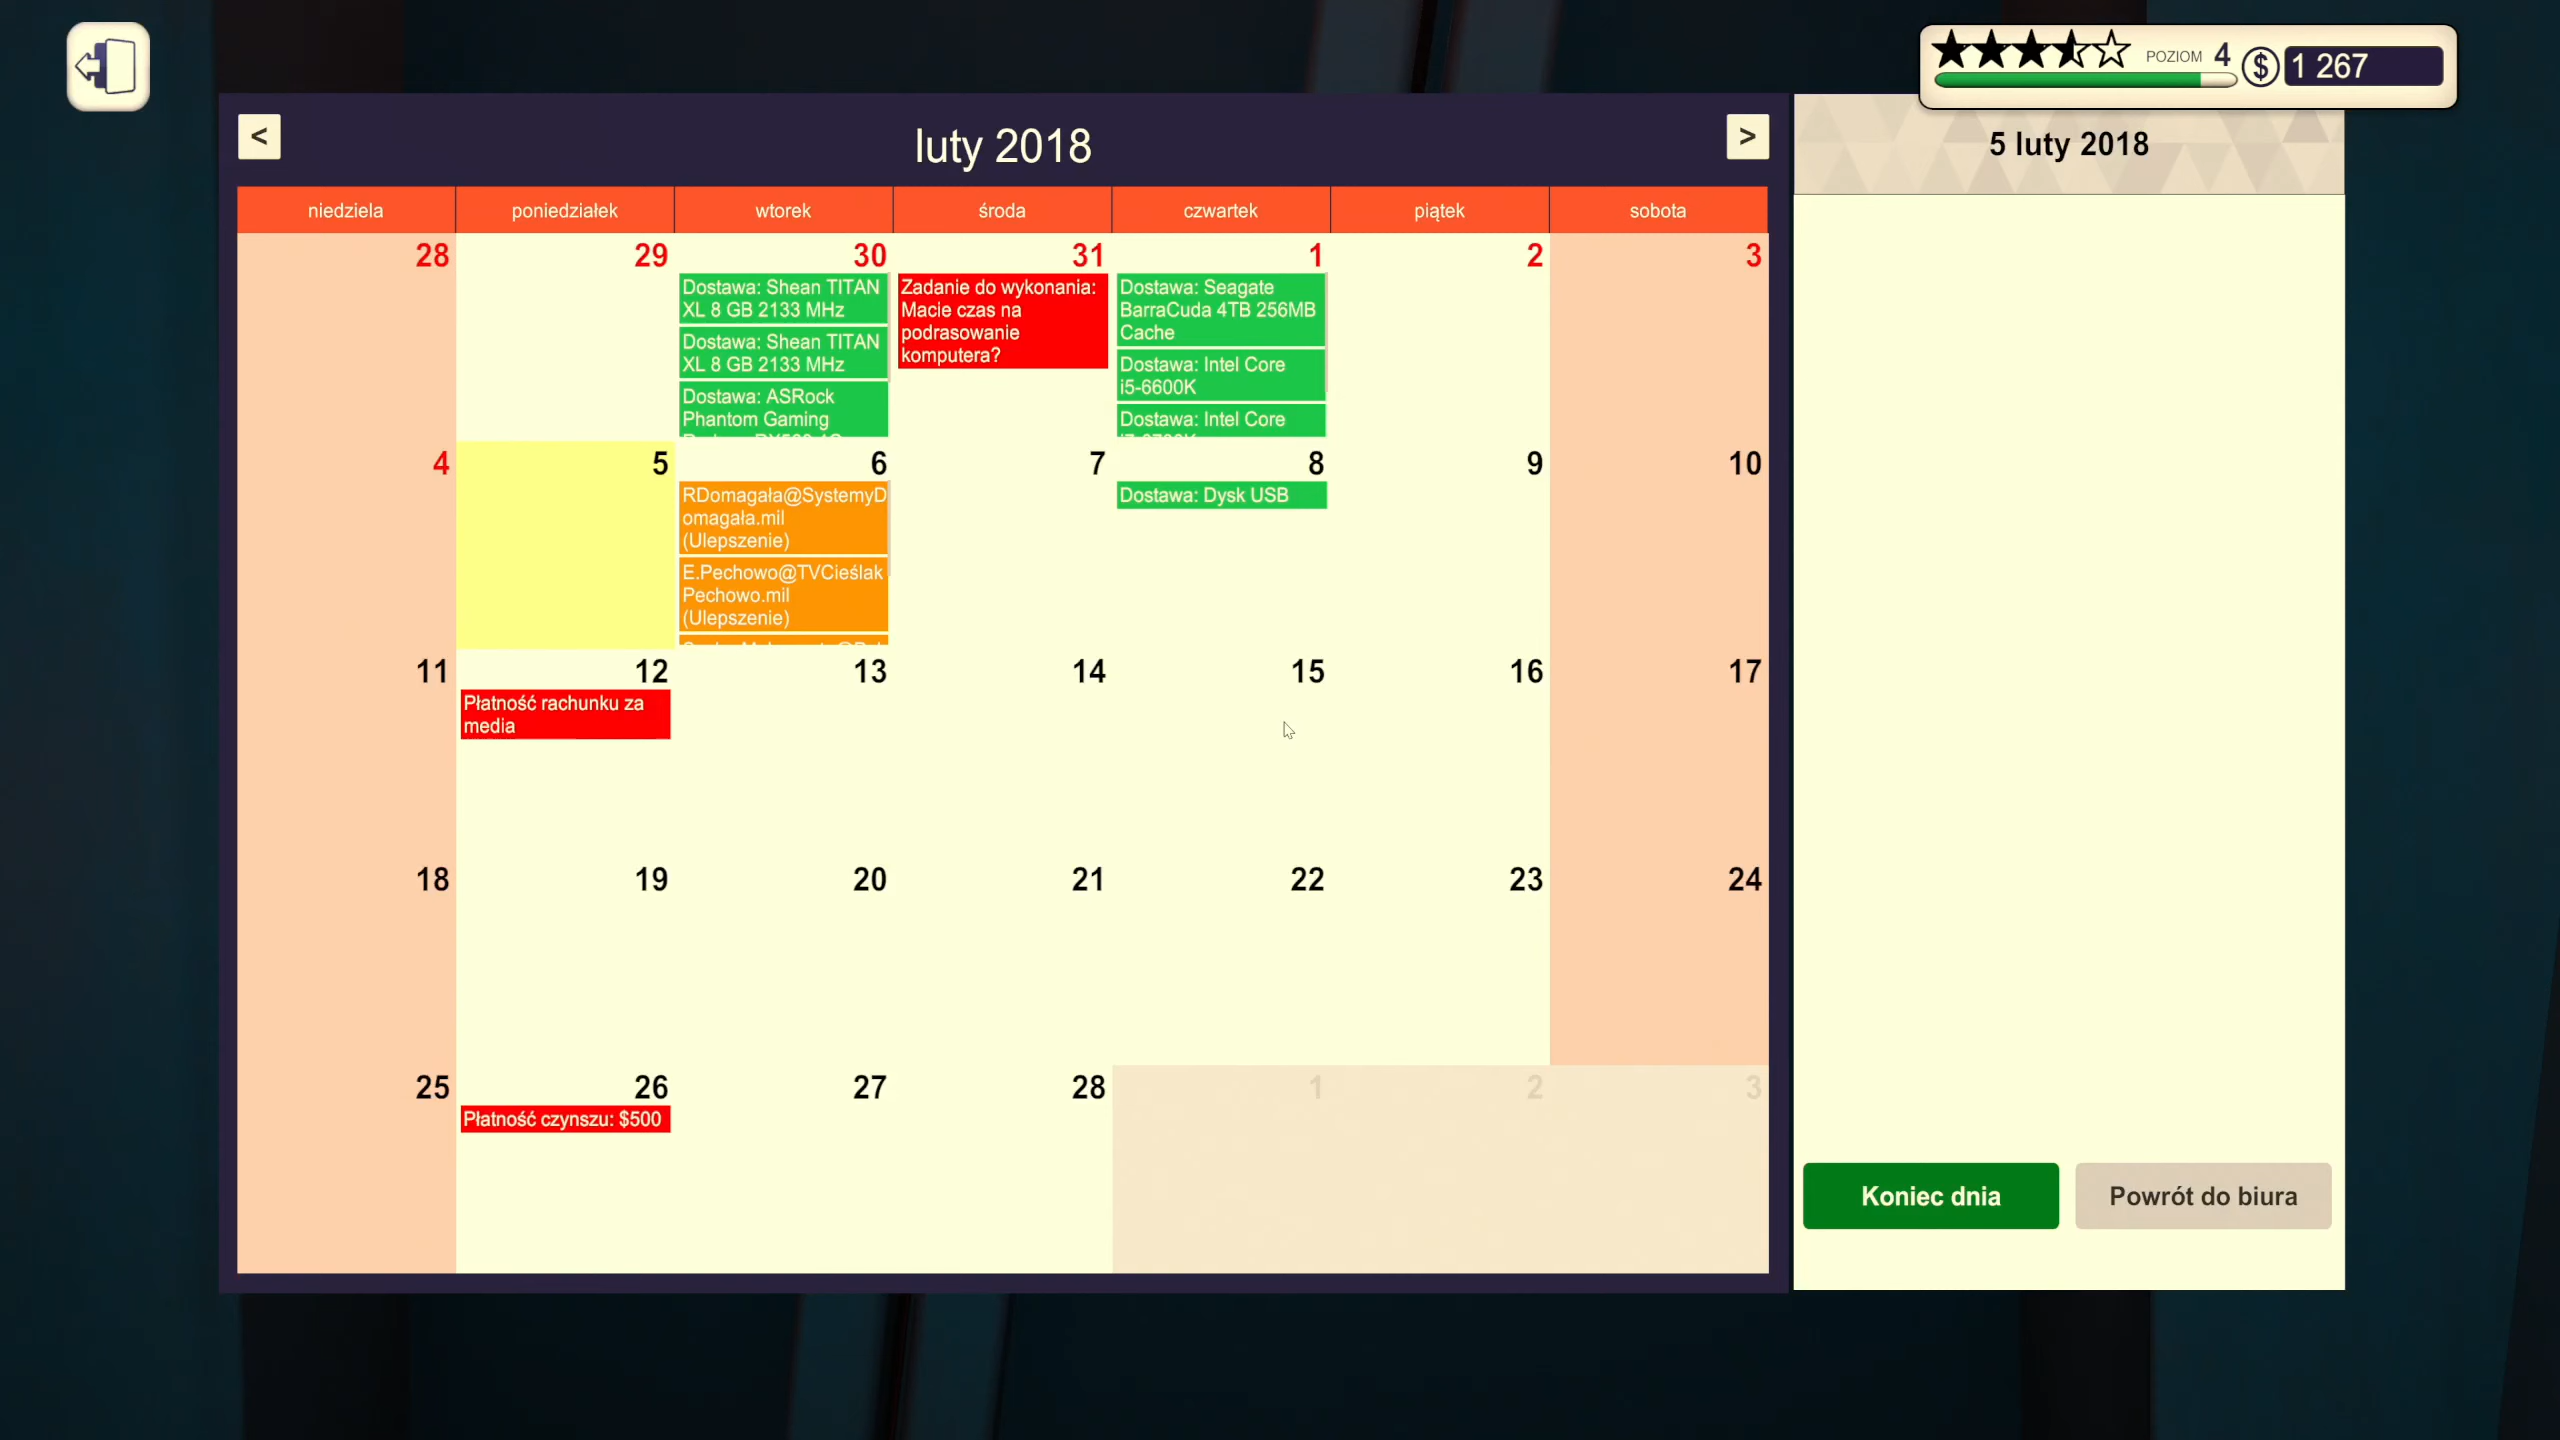 POZIOM 4 $ 1 267
< luty 2018 >
5 luty 2018
niedziela poniedziałek wtorek środa czwartek piątek sobota
28 29 30 31 1 2 3
Dostawa: Shean TITAN
XL 8 GB 2133 MHz
Dostawa: Shean TITAN
XL 8 GB 2133 MHz
Dostawa: ASRock
Phantom Gaming
Zadanie do wykonania:
Macie czas na
podrasowanie
komputera?
Dostawa: Seagate
BarraCuda 4TB 256MB
Cache
Dostawa: Intel Core
i5-6600K
Dostawa: Intel Core
4 5 6 7 8 9 10
RDomagała@SystemyD
omagała.mil
(Ulepszenie)
E.Pechowo@TVCieślak
Pechowo.mil
(Ulepszenie)
Dostawa: Dysk USB
11 12 13 14 15 16 17
Płatność rachunku za
media
18 19 20 21 22 23 24
25 26 27 28 1 2 3
Płatność czynszu: $500
Koniec dnia
Powrót do biura